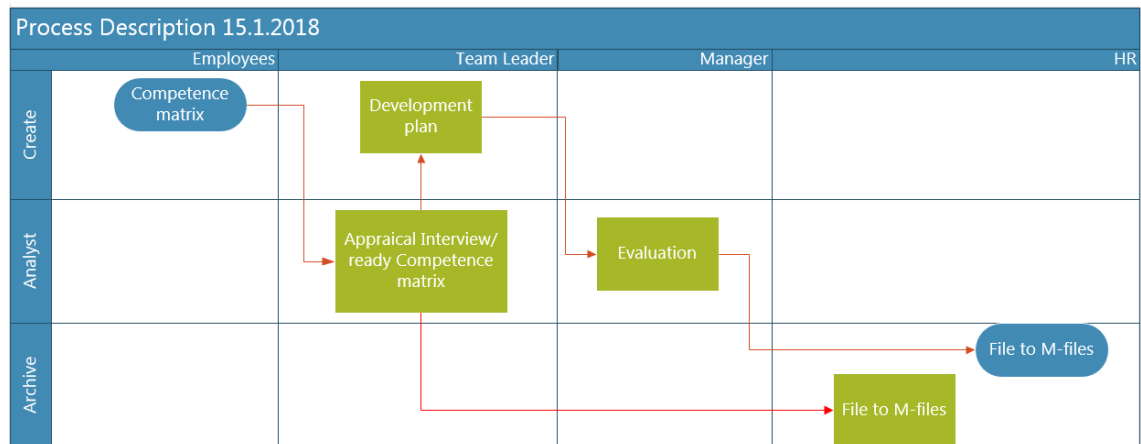 Process Description 15.1.2018
Employees
Team Leader
Manager
HR
Create
Competence
matrix
Development
plan
Analyst
Appraical Interview/
ready Competence
matrix
Evaluation
Archive
File to M-files
File to M-files